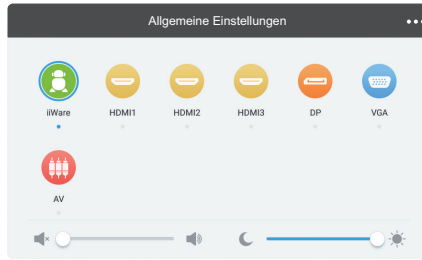 Allgemeine Einstellungen
iiWare HDMI1 HDMI2 HDMI3 DP VGA
AV